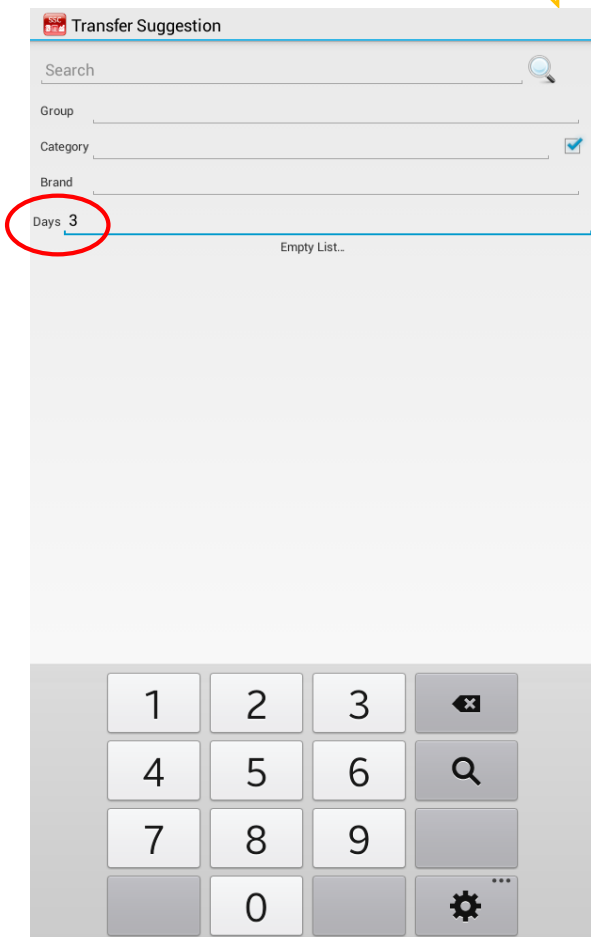 SSC Transfer Suggestion
Search
Group
Category
Brand
Days 3
Empty List...
1 2 3
4 5 6
7 8 9
0